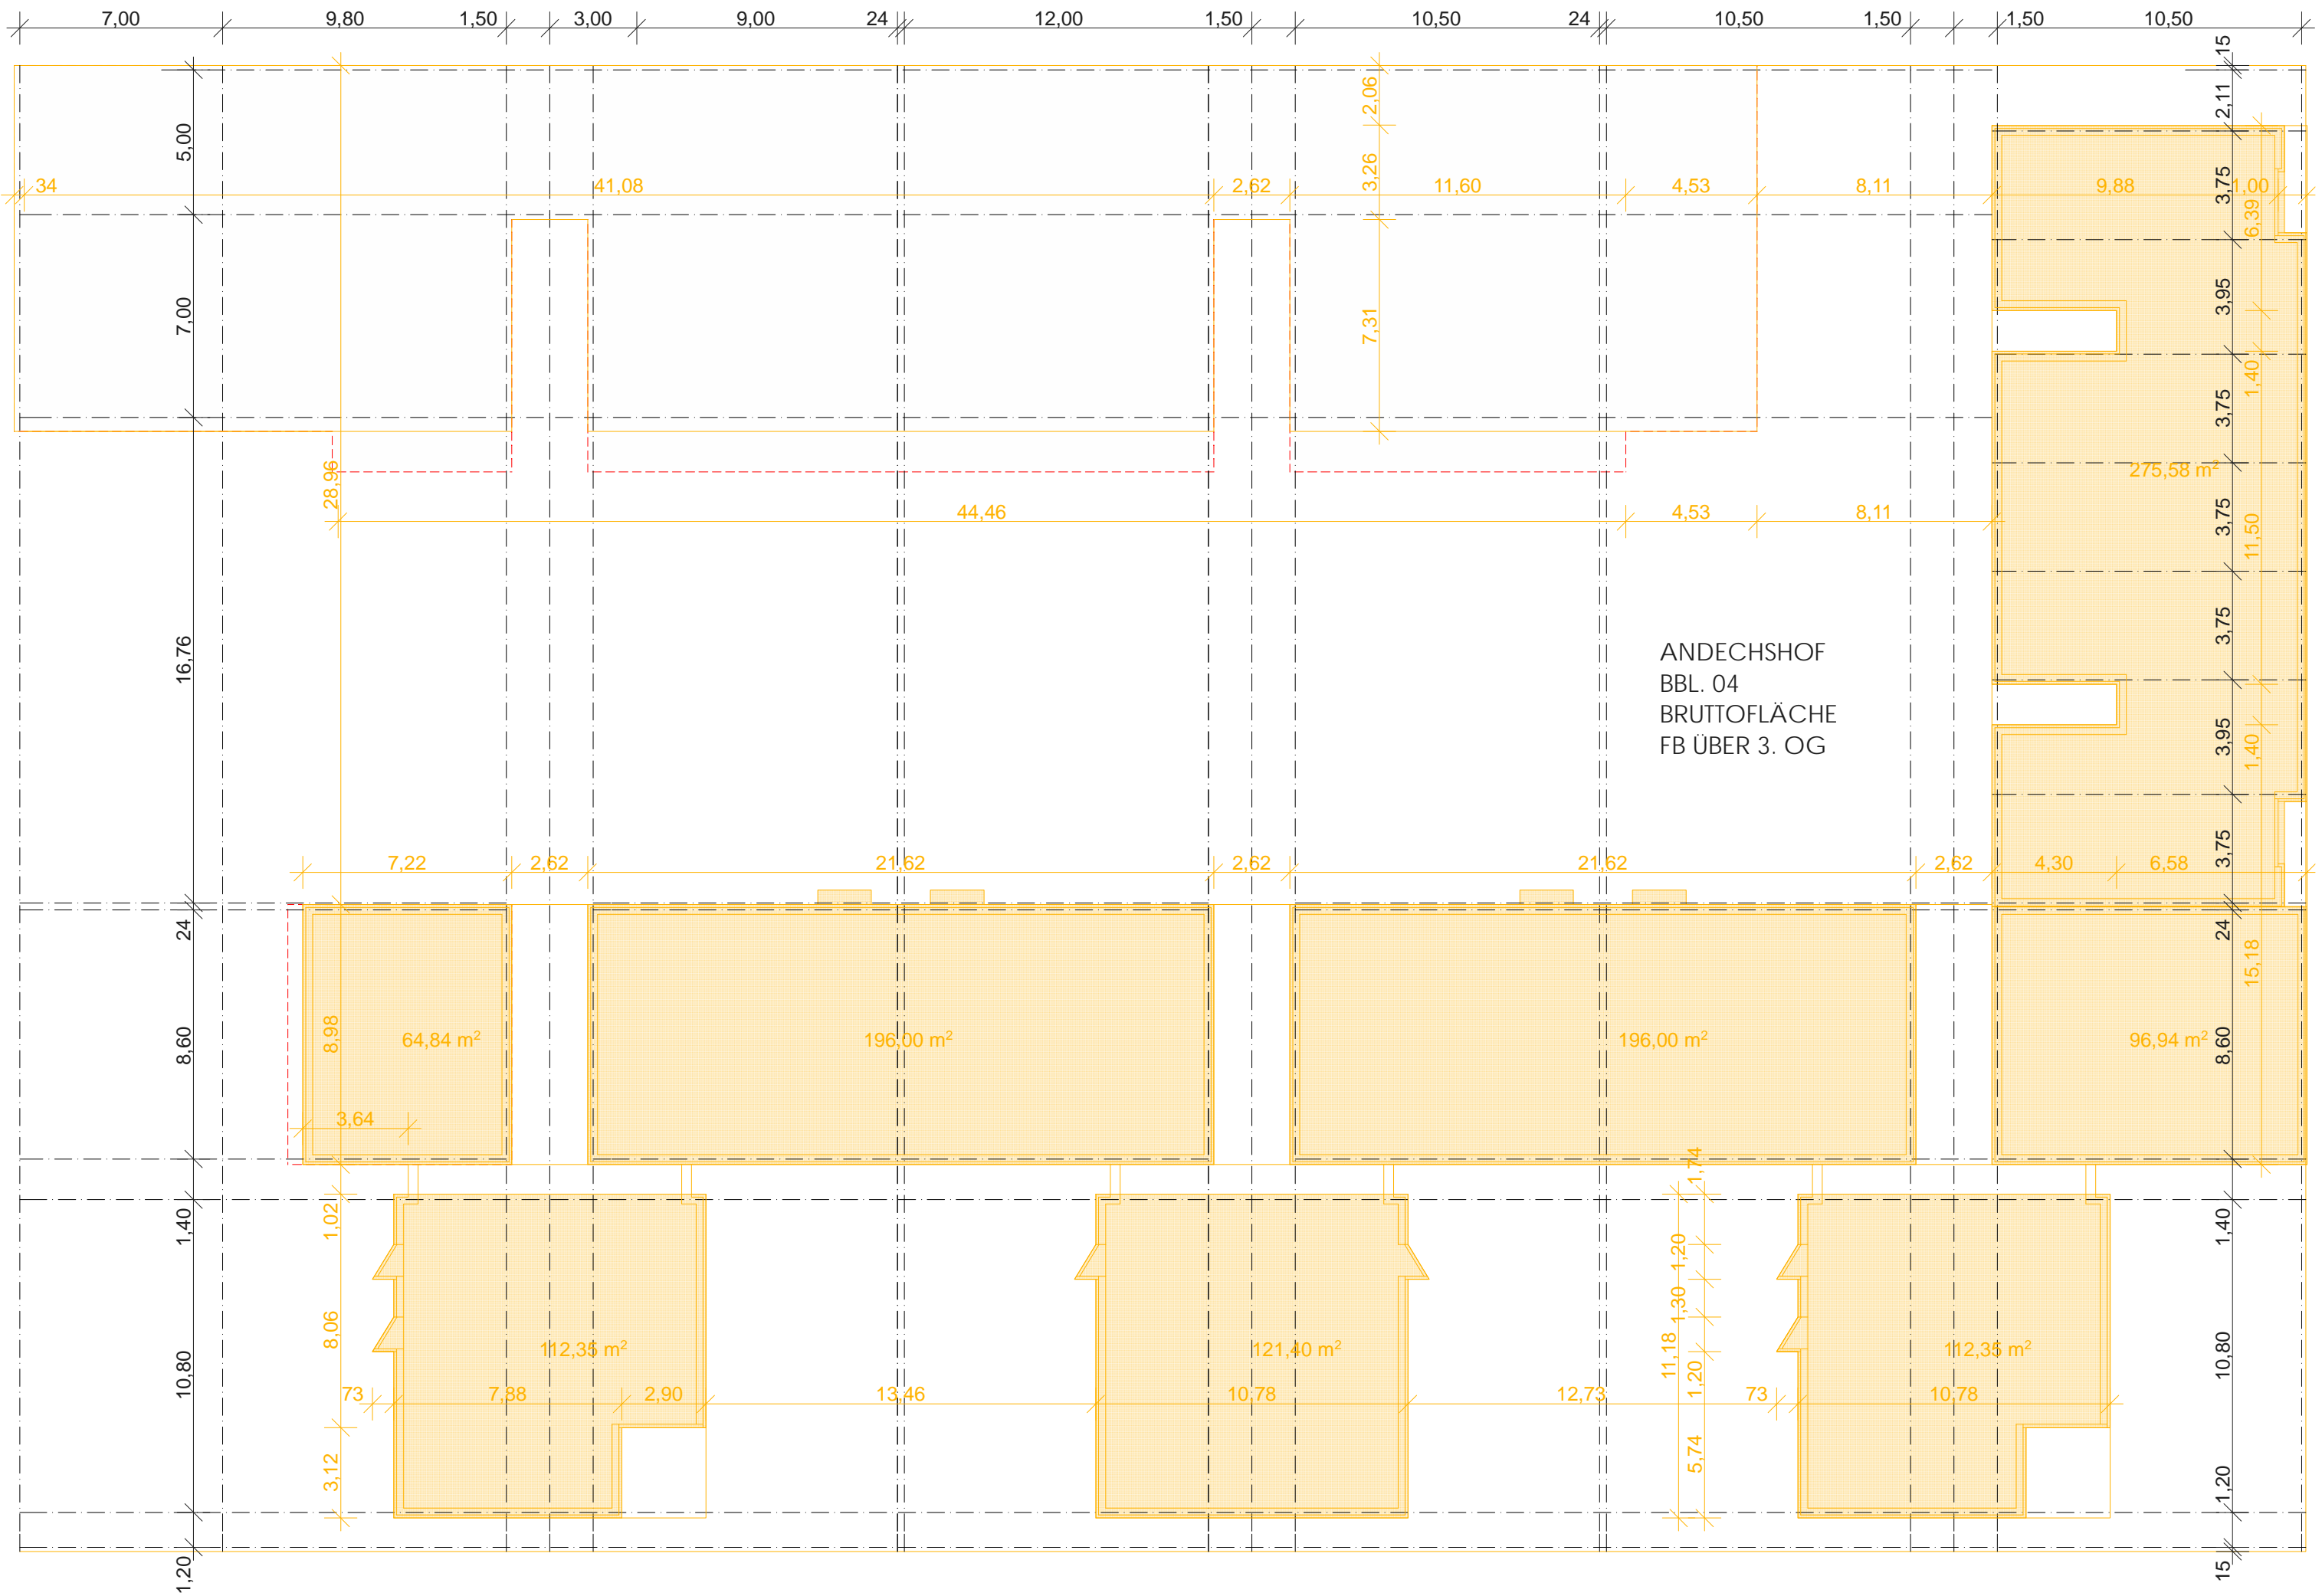 7,00 9,80 1,50 3,00 9,00 24 12,00 1,50 10,50 24 10,50 1,50 1,50 10,50
15
2,11
2,06
5,00
3,26
3,75
34 41,08 2,62 11,60 4,53 8,11 9,88 1,00
6,39
7,00
7,31
3,95
1,40
3,75
275,58 m²
28,96
44,46 4,53 8,11
3,75
11,50
16,76
3,75
ANDECHSHOF
BBL. 04
BRUTTOFLÄCHE
FB ÜBER 3. OG
3,95
1,40
3,75
7,22 2,62 21,62 2,62 21,62 2,62 4,30 6,58
24
24
15,18
8,98
8,60
64,84 m²
196,00 m²
196,00 m²
96,94 m²
8,60
3,64
1,74
1,02
1,40
1,20
1,40
1,30
8,06
112,35 m²
121,40 m²
11,18
112,35 m²
10,80
1,20
10,80
73 7,88 2,90 13,46 10,78 12,73 73 10,78
3,12
5,74
1,20
1,20
15